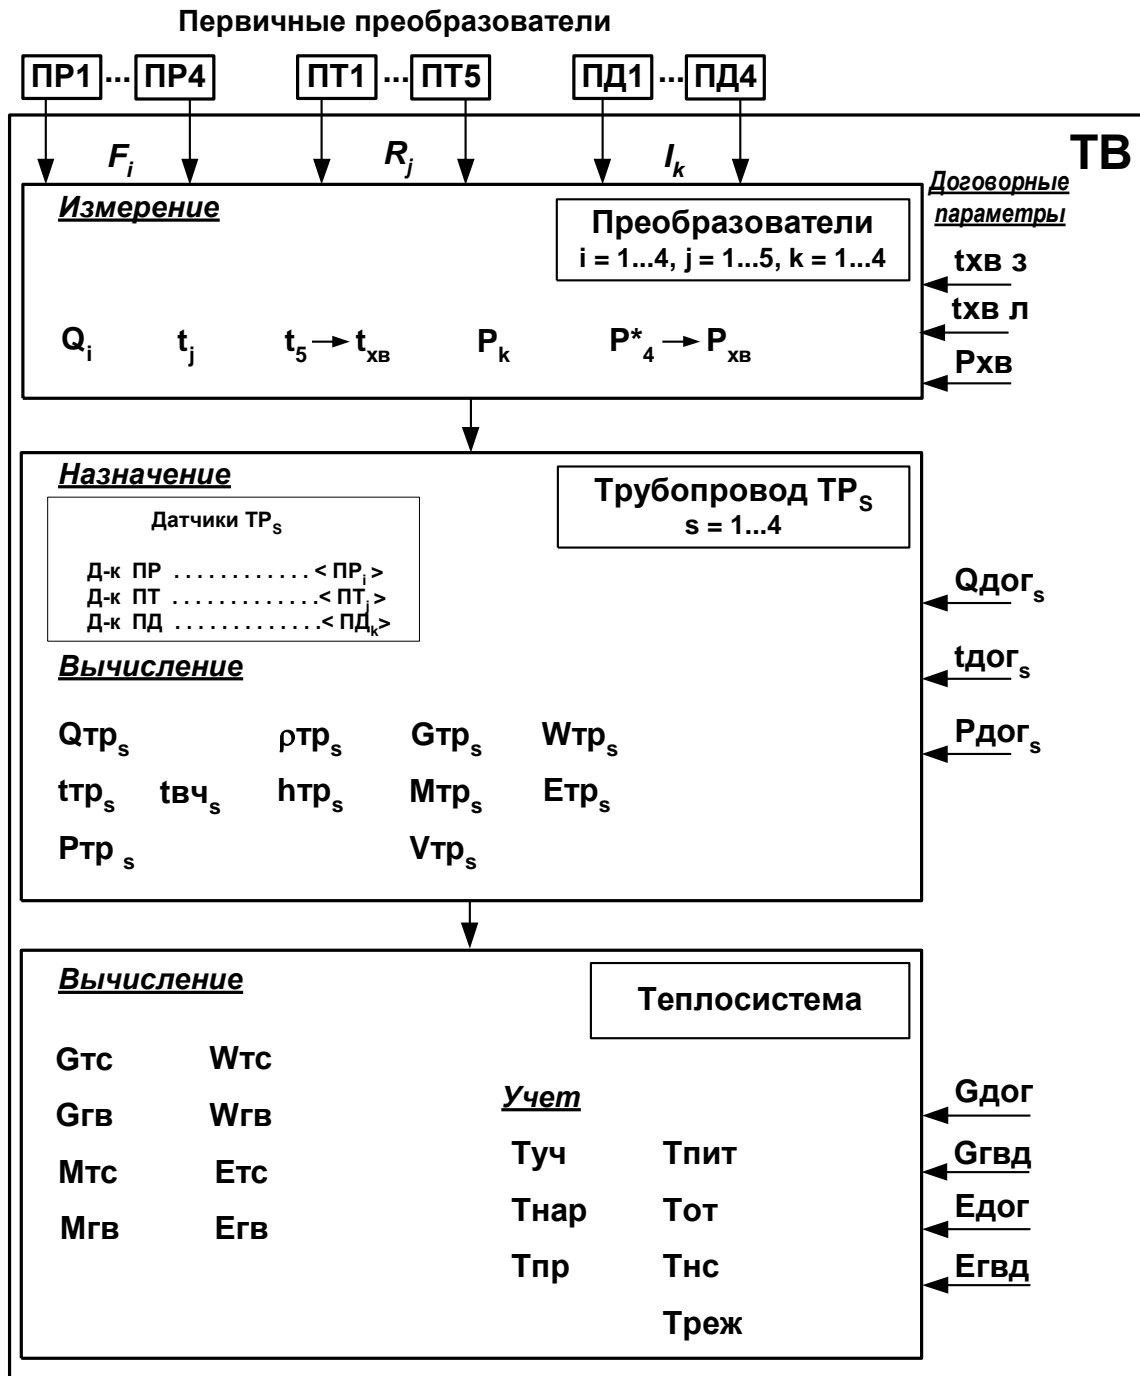 Первичные преобразователи
ПР1 ... ПР4 ПТ1 ... ПТ5 ПД1 ... ПД4
ТВ
Fi Rj Ik
Договорные
параметры
Измерение
Преобразователи
i = 1...4, j = 1...5, k = 1...4
tхв з
tхв л
Рхв
Qi tj t5 → tхв Pk P*4 → Pхв
Назначение
Трубопровод ТРS
s = 1...4
Датчики ТРS
Д-к ПР . . . . . . . . . . . . < ПРi >
Д-к ПТ . . . . . . . . . . . . .< ПТj >
Д-к ПД . . . . . . . . . . . . .< ПДk>
Qдогs
tдогs
Рдогs
Вычисление
Qтрs ρтрs Gтрs Wтрs
tтрs tвчs hтрs Mтрs Eтрs
Ртр s Vтрs
Вычисление
Теплосистема
Gтс Wтс
Gгв Wгв
Мтс Етс
Мгв Егв
Учет
Туч Тпит
Тнар Тот
Тпр Тнс
Треж
Gдог
Gгвд
Едог
Егвд